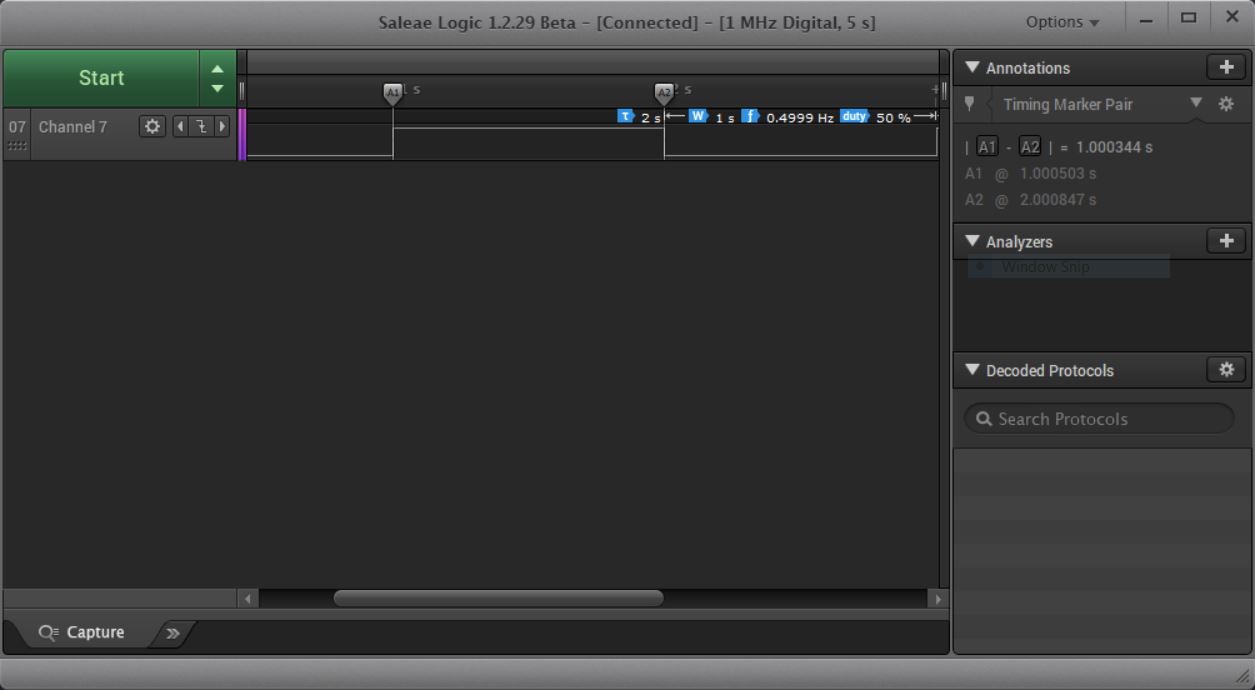 Saleae Logic 1.2.29 Beta - [Connected] - [1 MHz Digital, 5 s]
Options
Start
A1
s
A2
s
+
07
Channel 7
τ 2 s W 1 s f 0.4999 Hz duty 50 %
Annotations
+
Timing Marker Pair
| A1 - A2 | = 1.000344 s
A1 @ 1.000503 s
A2 @ 2.000847 s
Analyzers
+
Window Snip
Decoded Protocols
Search Protocols
Capture